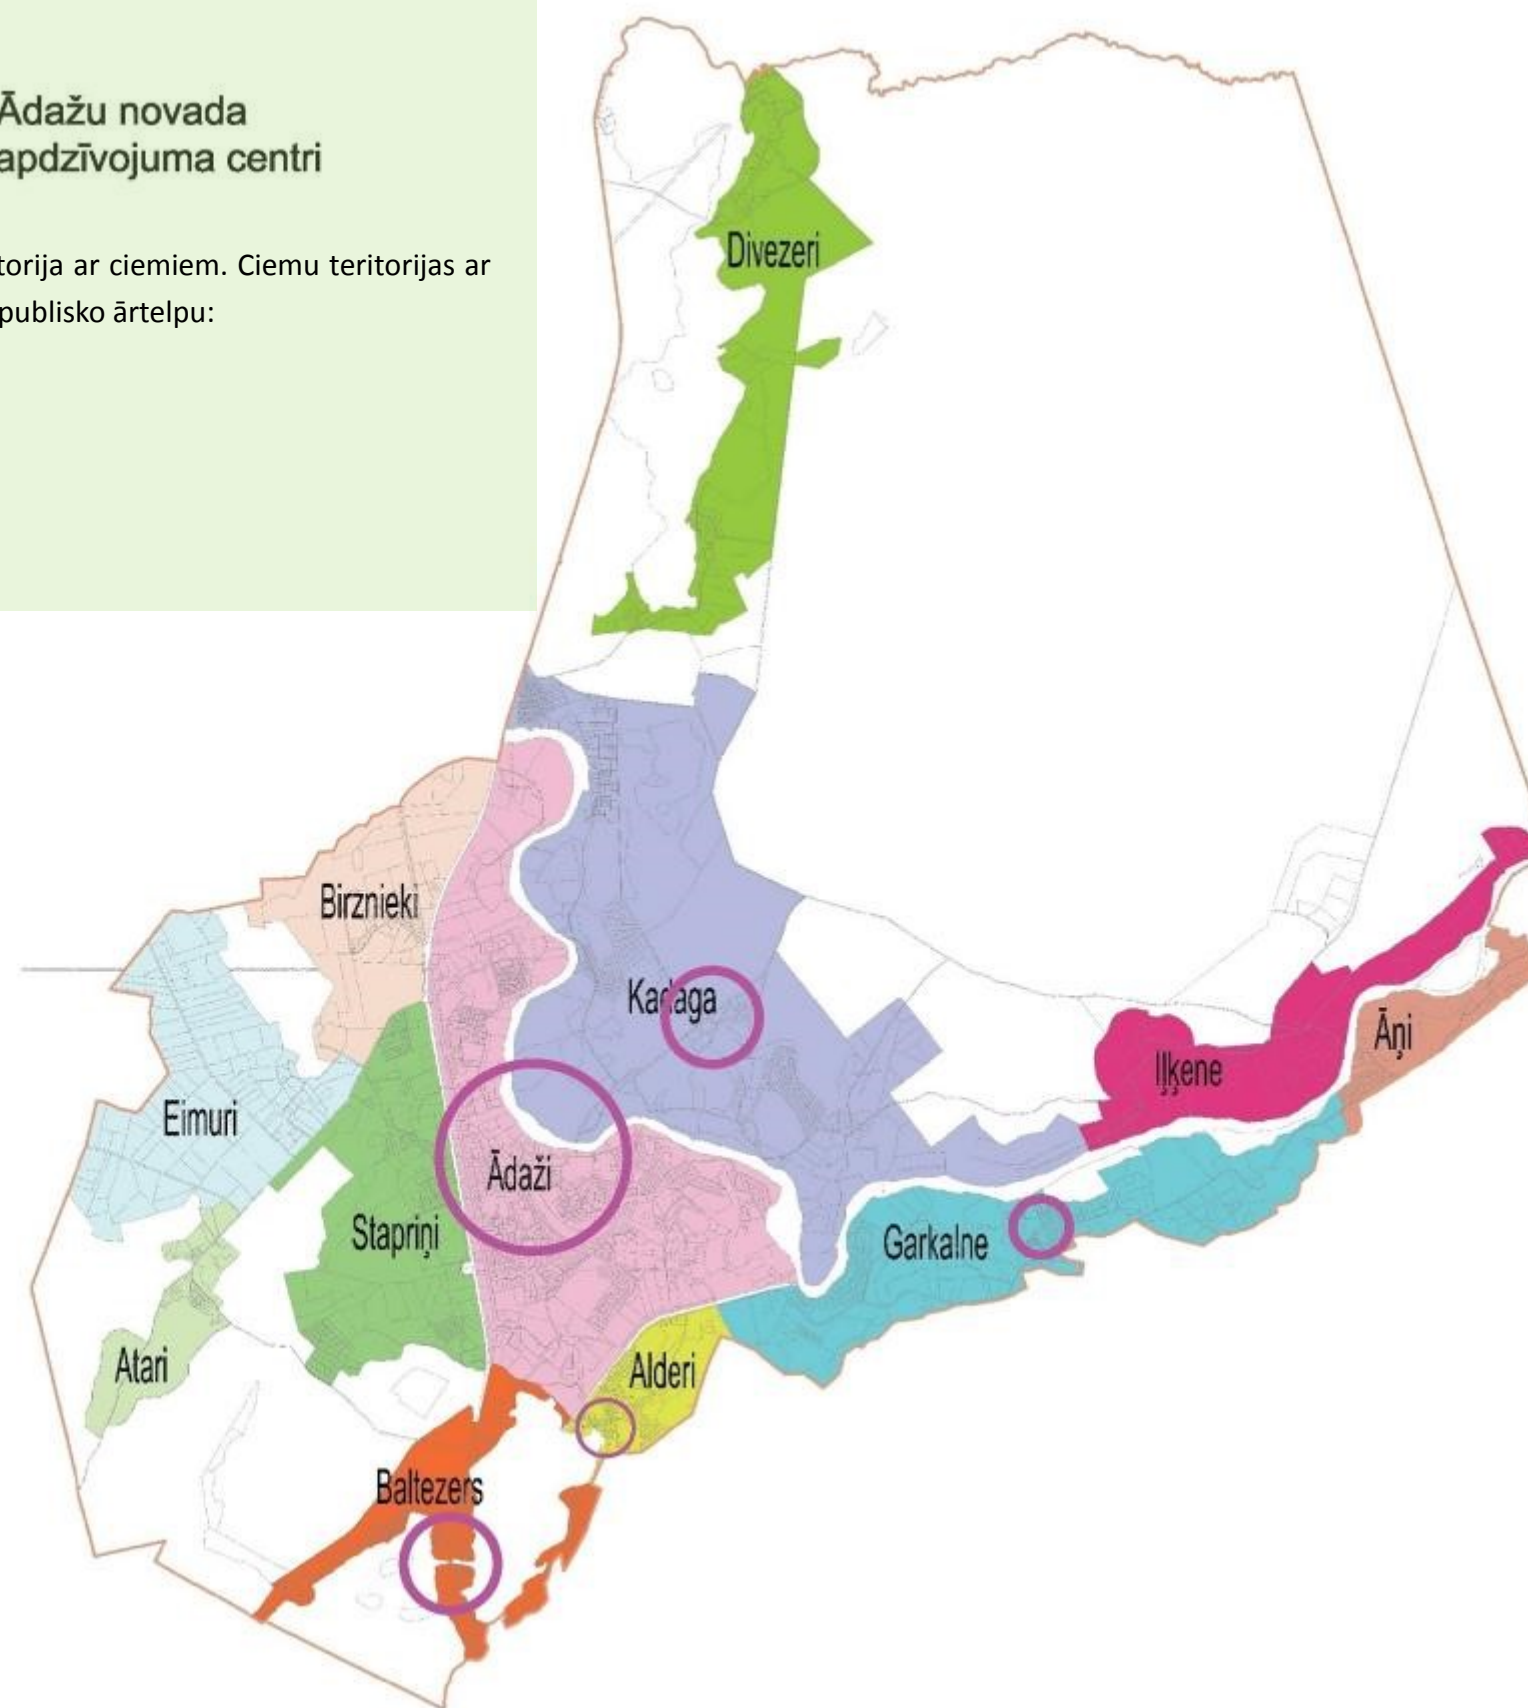 Ādažu novada
apdzīvojuma centri
torija ar ciemiem. Ciemu teritorijas ar
publisko ārtelpu:
Divezeri
Birznieki
Kadaga
Āņi
Iļķene
Eimuri
Ādaži
Stapriņi
Garkalne
Atari
Alderi
Baltezers